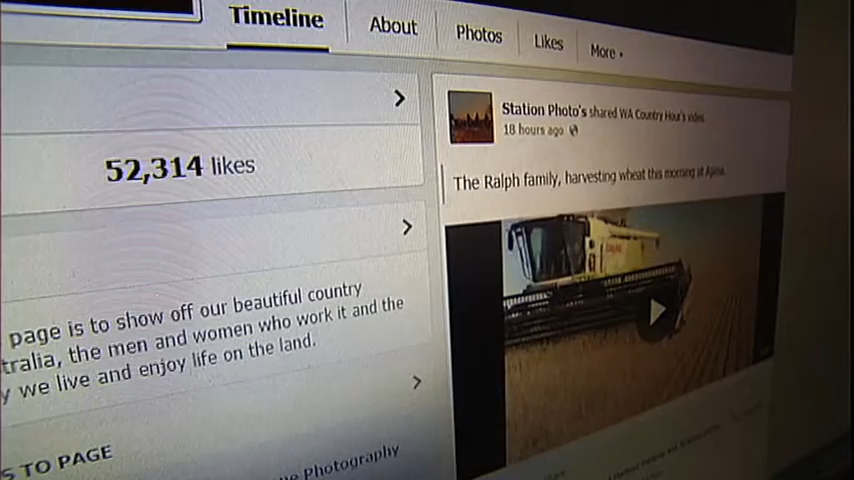 Timeline
About
Photos
Likes
More
52,314 likes
page is to show off our beautiful country
tralia, the men and women who work it and the
y we live and enjoy life on the land.
S TO PAGE
Photography
Station Photo's shared WA Country Hour's video.
18 hours ago
The Ralph family, harvesting wheat this morning at